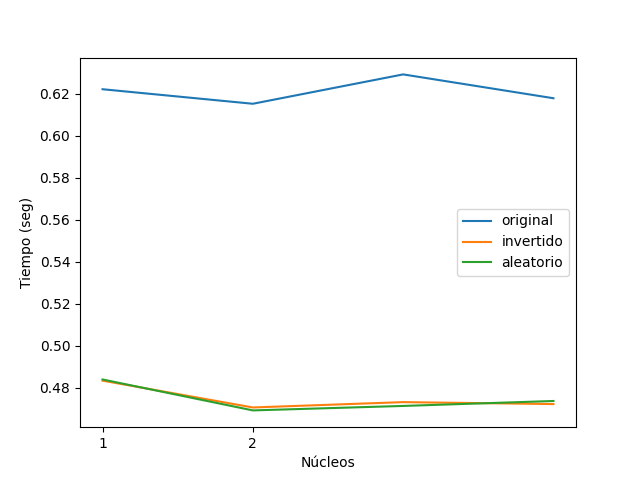 0.62
0.60
0.58
0.56
0.54
0.52
0.50
0.48
Tiempo (seg)
original
invertido
aleatorio
1
2
Núcleos